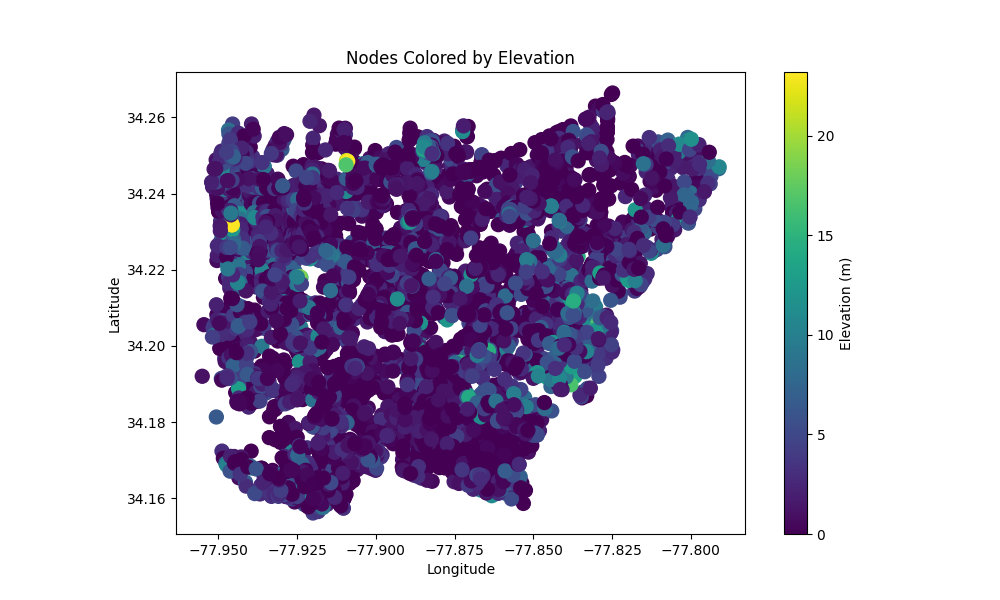 Nodes Colored by Elevation
34.26
34.24
34.22
34.20
34.18
34.16
Latitude
−77.950 −77.925 −77.900 −77.875 −77.850 −77.825 −77.800
Longitude
20
15
10
5
0
Elevation (m)